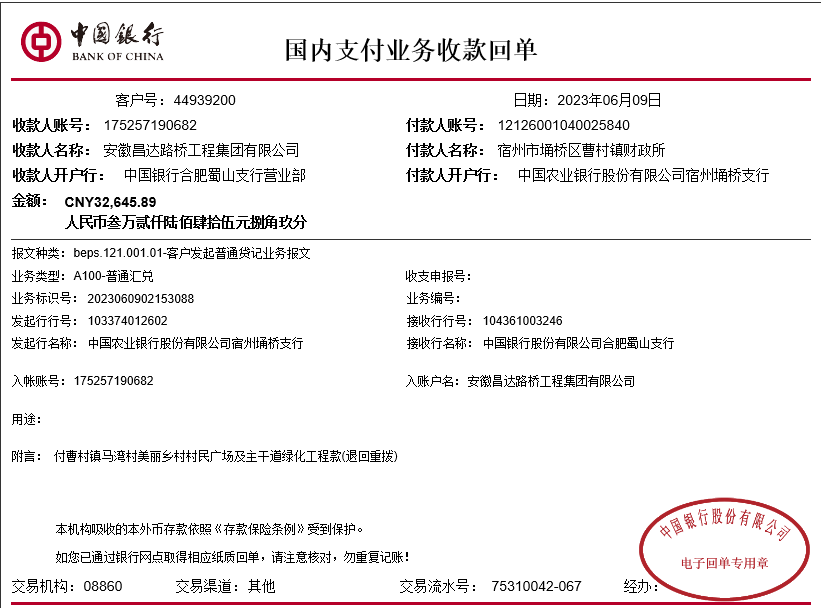 中国银行
BANK OF CHINA
国内支付业务收款回单
客户号：44939200 日期：2023年06月09日
收款人账号：175257190682 付款人账号：12126001040025840
收款人名称：安徽昌达路桥工程集团有限公司 付款人名称：宿州市埇桥区曹村镇财政所
收款人开户行：中国银行合肥蜀山支行营业部 付款人开户行：中国农业银行股份有限公司宿州埇桥支行
金额：CNY32,645.89
人民币叁万贰仟陆佰肆拾伍元捌角玖分
报文种类：beps.121.001.01-客户发起普通贷记业务报文
业务类型：A100-普通汇兑 收支申报号：
业务标识号：2023060902153088 业务编号：
发起行行号：103374012602 接收行行号：104361003246
发起行名称：中国农业银行股份有限公司宿州埇桥支行 接收行名称：中国银行股份有限公司合肥蜀山支行
入帐账号：175257190682 入账户名：安徽昌达路桥工程集团有限公司
用途：
附言：付曹村镇马湾村美丽乡村村民广场及主干道绿化工程款(退回重拨)
本机构吸收的本外币存款依照《存款保险条例》受到保护。
如您已通过银行网点取得相应纸质回单，请注意核对，勿重复记账！
交易机构：08860 交易渠道：其他 交易流水号：75310042-067 经办：
中国银行股份有限公司
电子回单专用章